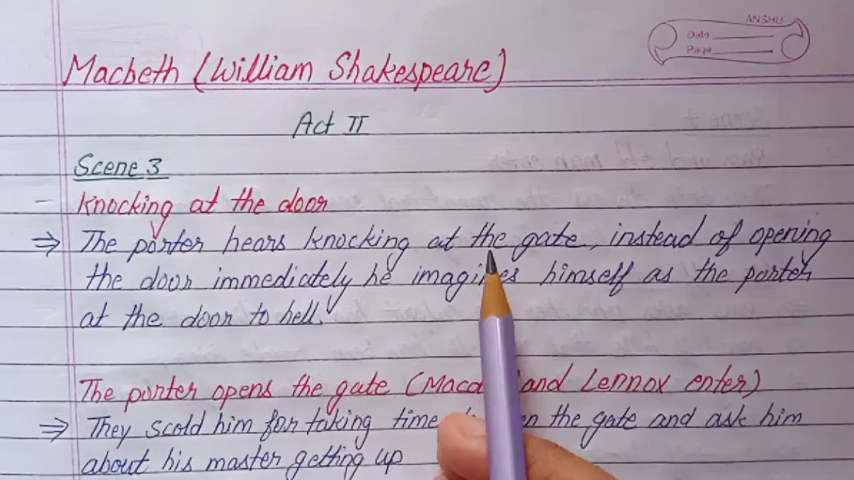 ANSHU
Date
Page
Macbeth (William Shakespeare)
Act II
Scene 3
- Knocking at the door
⇒ The porter hears knocking at the gate, instead of opening
the door immediately he imagines himself as the porter
at the door to hell.
The porter opens the gate (Macd and Lennox enter)
⇒ They scold him for taking time the gate and ask him
about his master getting up